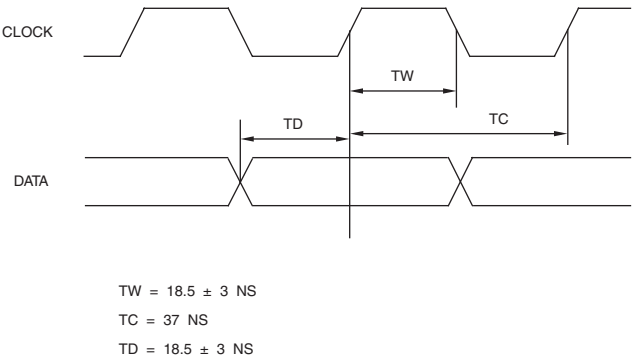 CLOCK
TW
TC
TD
DATA
TW = 18.5 ± 3 NS
TC = 37 NS
TD = 18.5 ± 3 NS